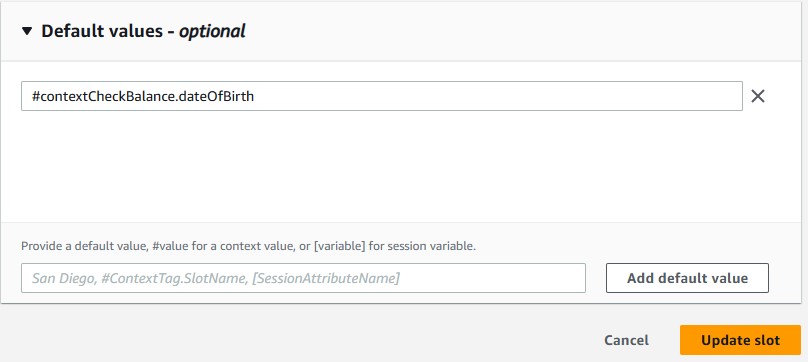 Default values - optional
#contextCheckBalance.dateOfBirth
Provide a default value, #value for a context value, or [variable] for session variable.
San Diego, #ContextTag.SlotName, [SessionAttributeName]
Add default value
Cancel
Update slot